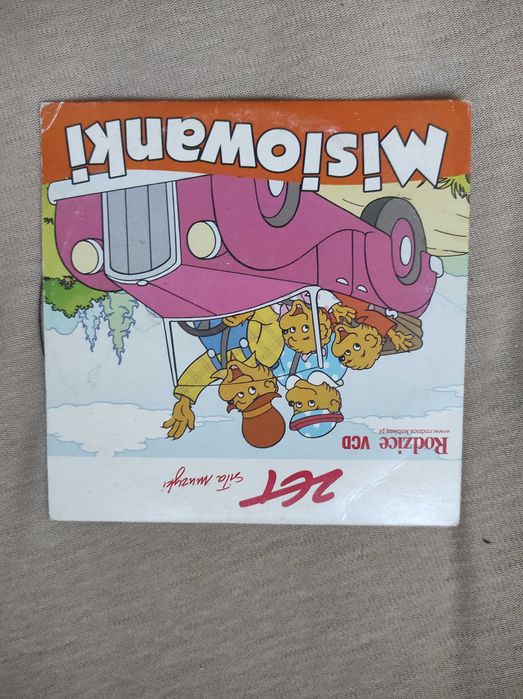 ZET
siła muzyki
Rodzice VCD
www.rodzice.kobieta.pl
Misiowanki